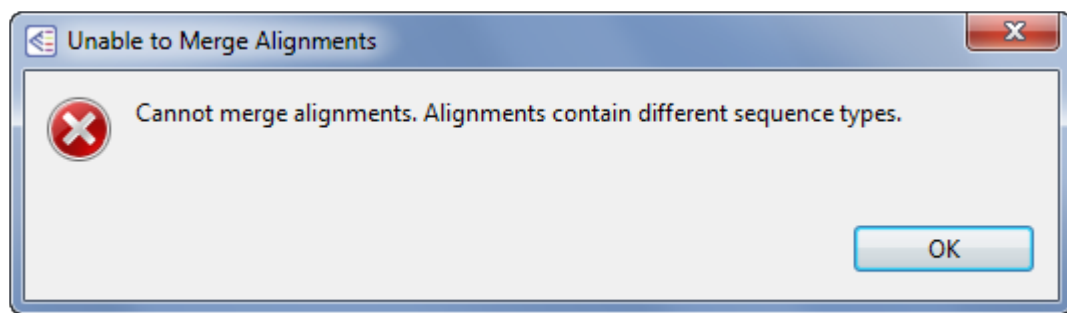 Unable to Merge Alignments
Cannot merge alignments. Alignments contain different sequence types.
OK